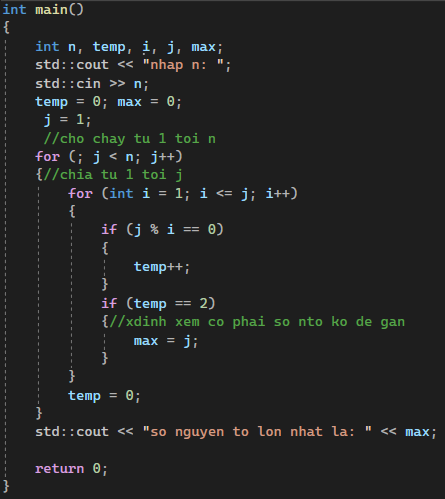 int main()
{
int n, temp, i, j, max;
std::cout << "nhap n: ";
std::cin >> n;
temp = 0; max = 0;
j = 1;
//cho chay tu 1 toi n
for (; j < n; j++)
{//chia tu 1 toi j
for (int i = 1; i <= j; i++)
{
if (j % i == 0)
{
temp++;
}
if (temp == 2)
{//xdinh xem co phai so nto ko de gan
max = j;
}
}
temp = 0;
}
std::cout << "so nguyen to lon nhat la: " << max;
return 0;
}